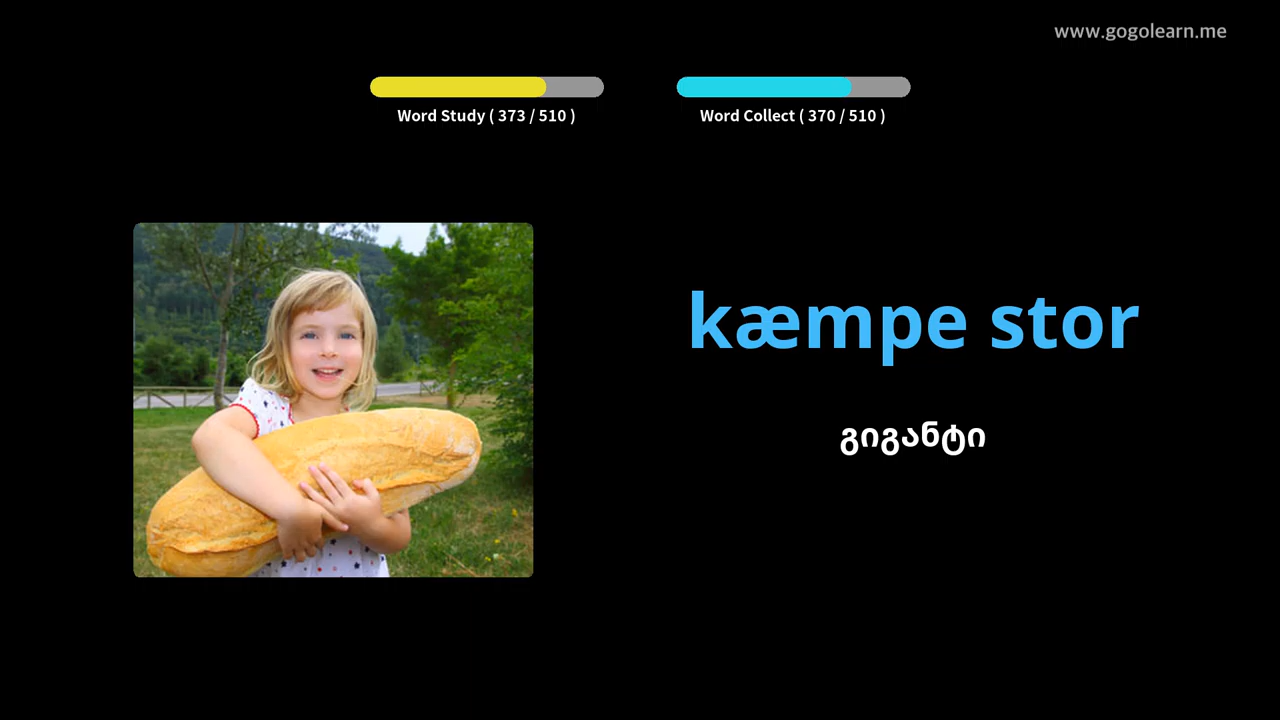 www.gogolearn.me
Word Study ( 373 / 510 )
Word Collect ( 370 / 510 )
kæmpe stor
გიგანტი